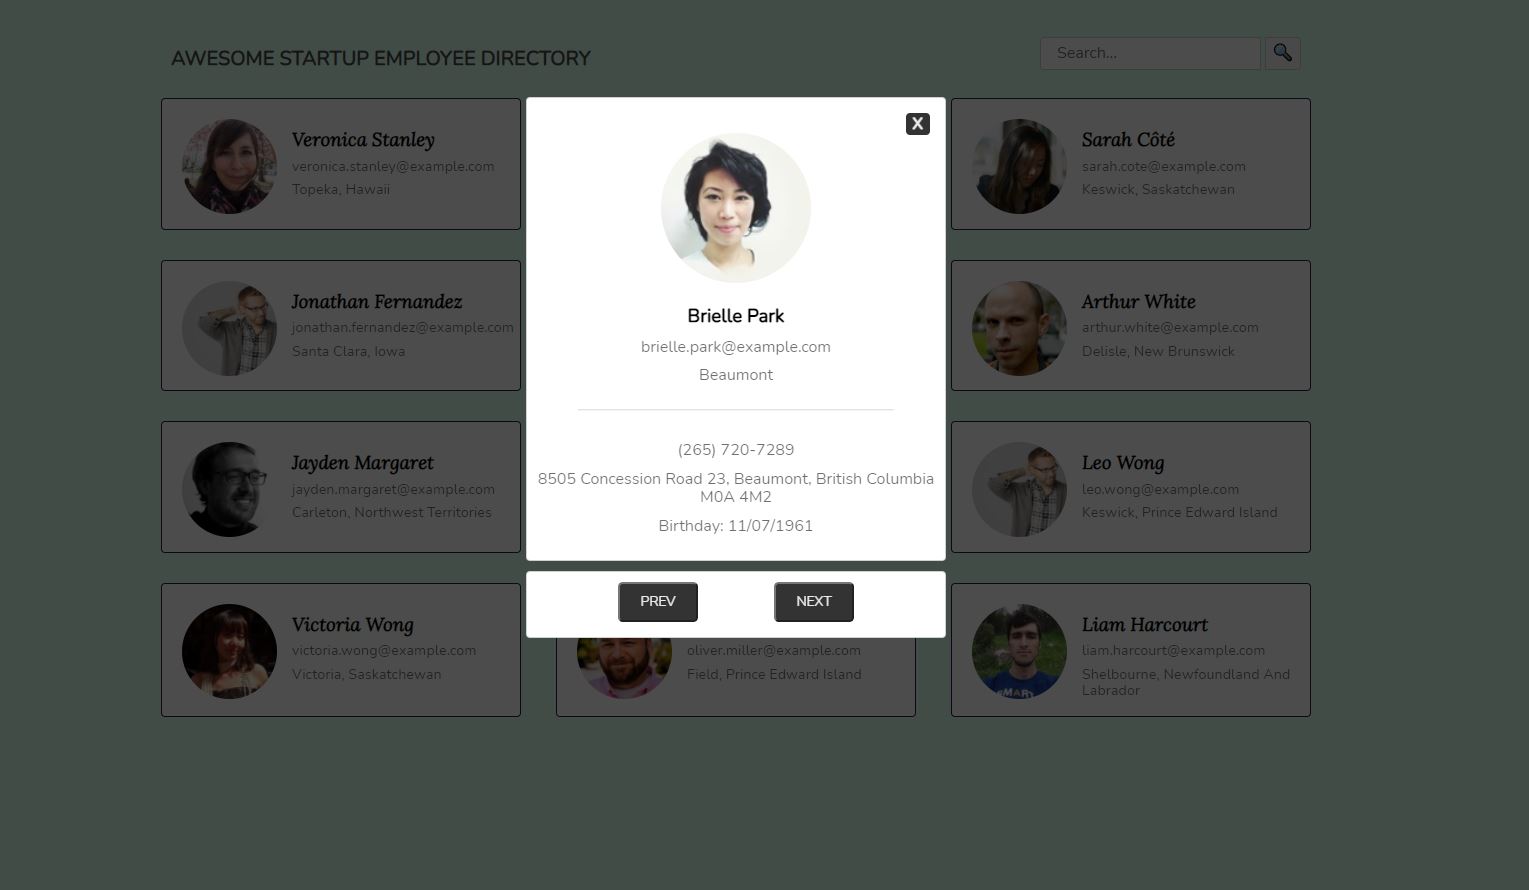 AWESOME STARTUP EMPLOYEE DIRECTORY
Search...
Veronica Stanley
veronica.stanley@example.com
Topeka, Hawaii
X
Brielle Park
brielle.park@example.com
Beaumont
(265) 720-7289
8505 Concession Road 23, Beaumont, British Columbia
M0A 4M2
Birthday: 11/07/1961
PREV
NEXT
Sarah Côté
sarah.cote@example.com
Keswick, Saskatchewan
Jonathan Fernandez
jonathan.fernandez@example.com
Santa Clara, Iowa
Arthur White
arthur.white@example.com
Delisle, New Brunswick
Jayden Margaret
jayden.margaret@example.com
Carleton, Northwest Territories
Leo Wong
leo.wong@example.com
Keswick, Prince Edward Island
Victoria Wong
victoria.wong@example.com
Victoria, Saskatchewan
oliver.miller@example.com
Field, Prince Edward Island
Liam Harcourt
liam.harcourt@example.com
Shelbourne, Newfoundland And
Labrador